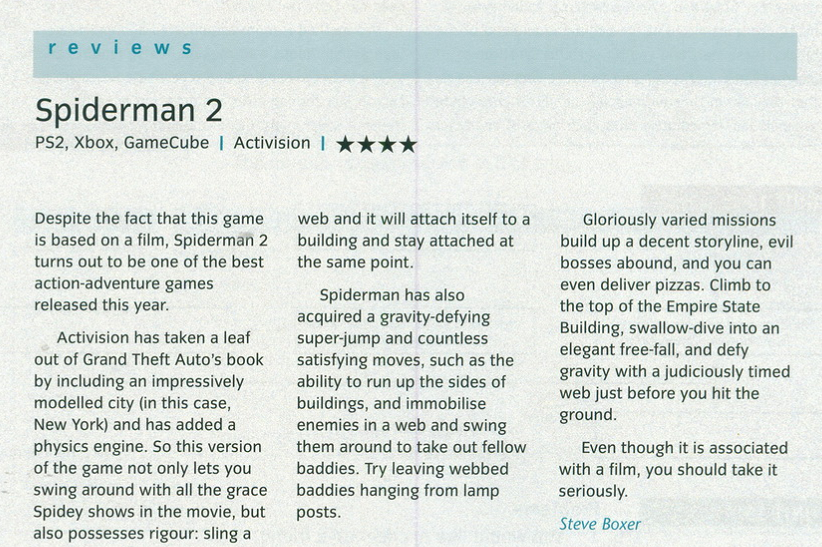 reviews
Spiderman 2
PS2, Xbox, GameCube | Activision | ★★★★
Despite the fact that this game
is based on a film, Spiderman 2
turns out to be one of the best
action-adventure games
released this year.
Activision has taken a leaf
out of Grand Theft Auto's book
by including an impressively
modelled city (in this case,
New York) and has added a
physics engine. So this version
of the game not only lets you
swing around with all the grace
Spidey shows in the movie, but
also possesses rigour: sling a
web and it will attach itself to a
building and stay attached at
the same point.
Spiderman has also
acquired a gravity-defying
super-jump and countless
satisfying moves, such as the
ability to run up the sides of
buildings, and immobilise
enemies in a web and swing
them around to take out fellow
baddies. Try leaving webbed
baddies hanging from lamp
posts.
Gloriously varied missions
build up a decent storyline, evil
bosses abound, and you can
even deliver pizzas. Climb to
the top of the Empire State
Building, swallow-dive into an
elegant free-fall, and defy
gravity with a judiciously timed
web just before you hit the
ground.
Even though it is associated
with a film, you should take it
seriously.
Steve Boxer